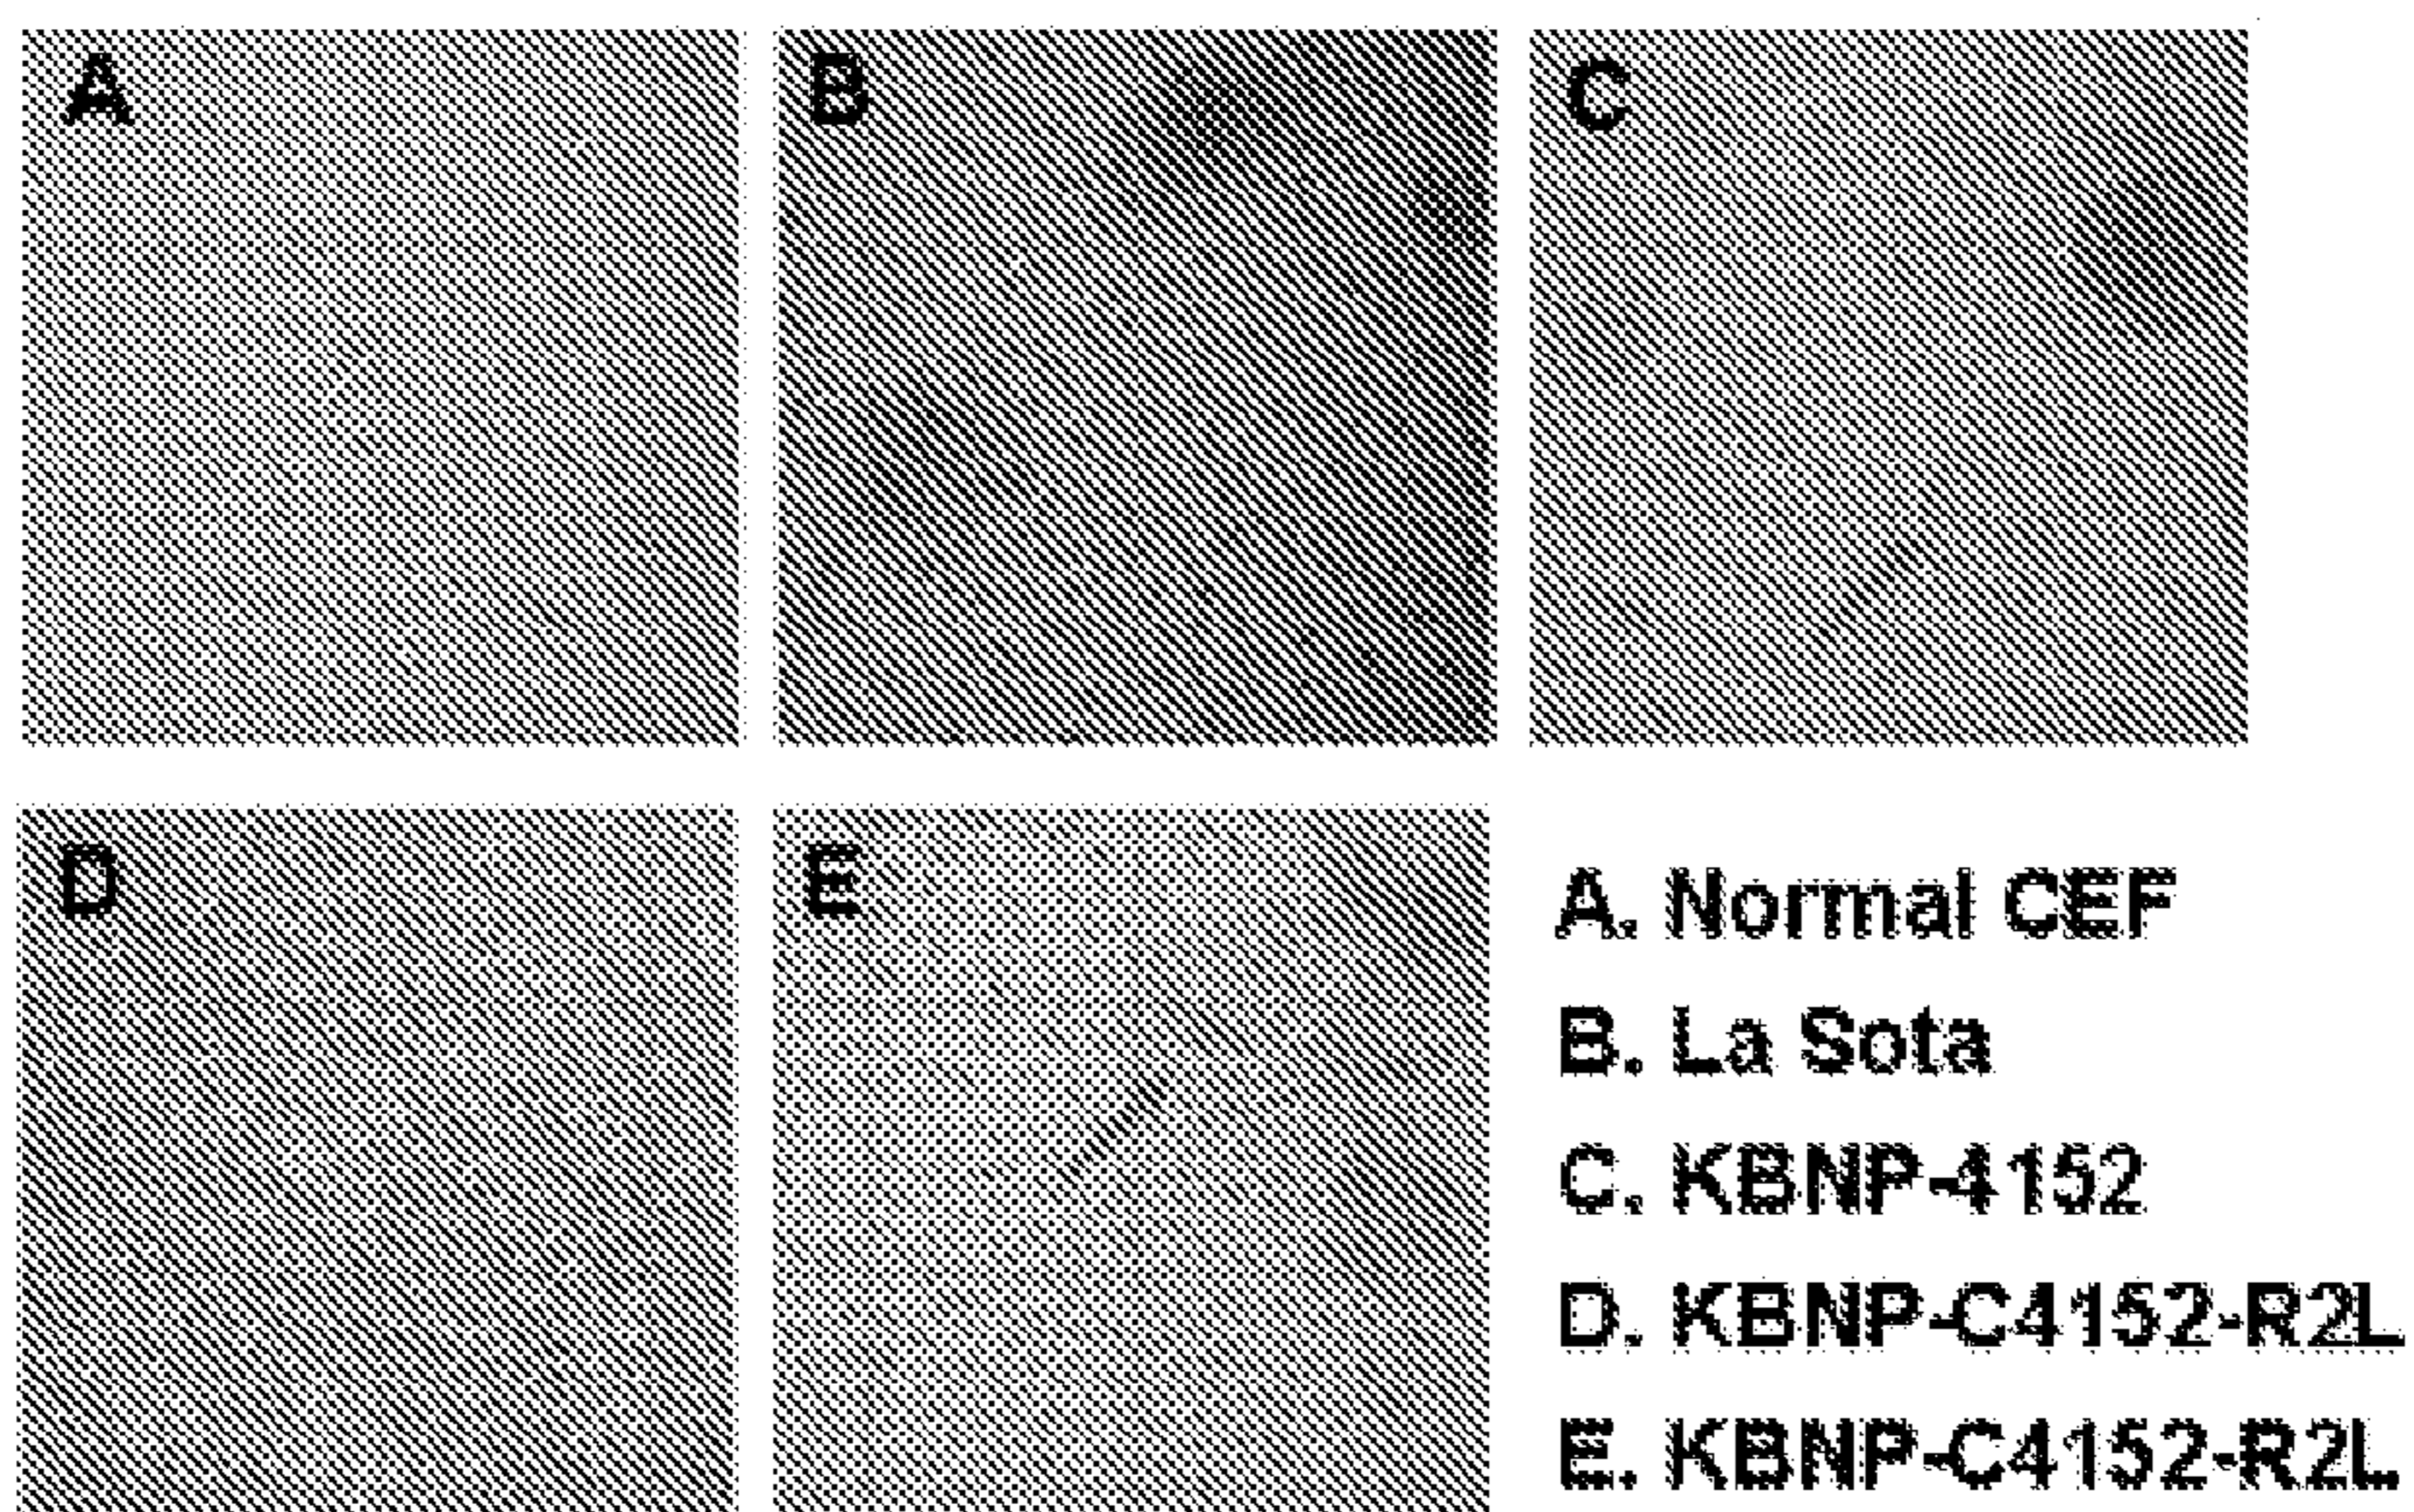 A
B
C
D
E
A. Normal CEF
B. La Sota
C. KBNP-4152
D. KBNP-C4152-R2L
E. KBNP-C4152-R2L